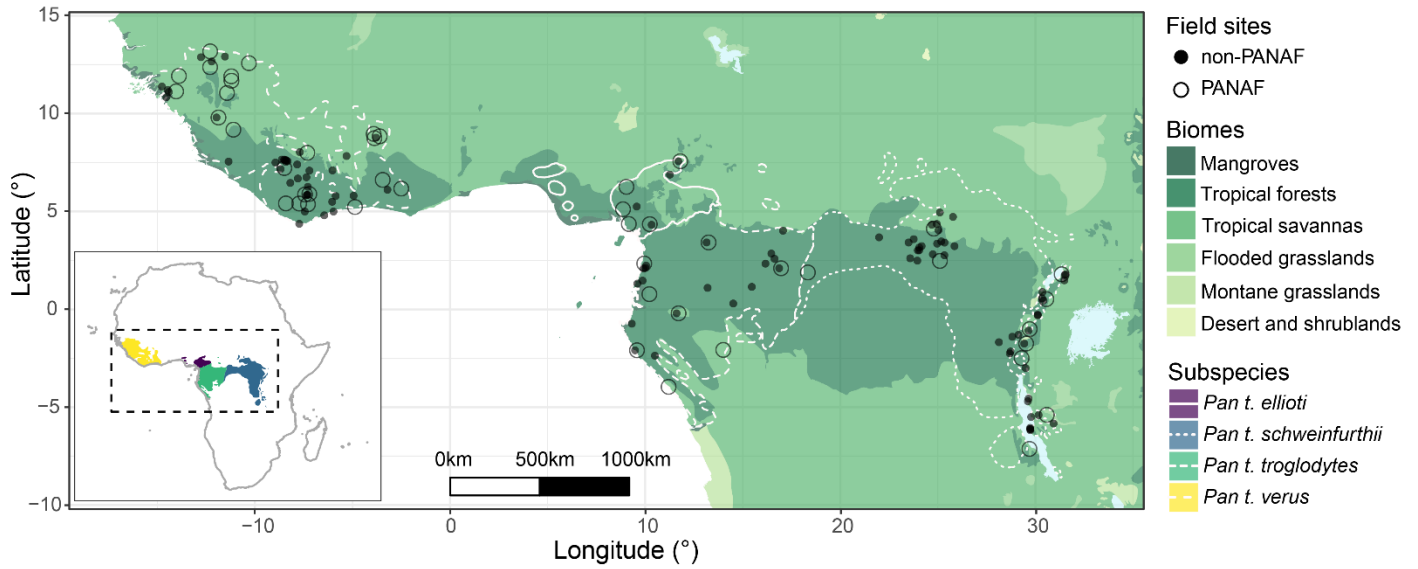 15
10
5
0
−5
−10
Latitude (°)
−10
0
10
20
30
Longitude (°)
0km
500km
1000km
Field sites
non-PANAF
PANAF
Biomes
Mangroves
Tropical forests
Tropical savannas
Flooded grasslands
Montane grasslands
Desert and shrublands
Subspecies
Pan t. ellioti
Pan t. schweinfurthii
Pan t. troglodytes
Pan t. verus